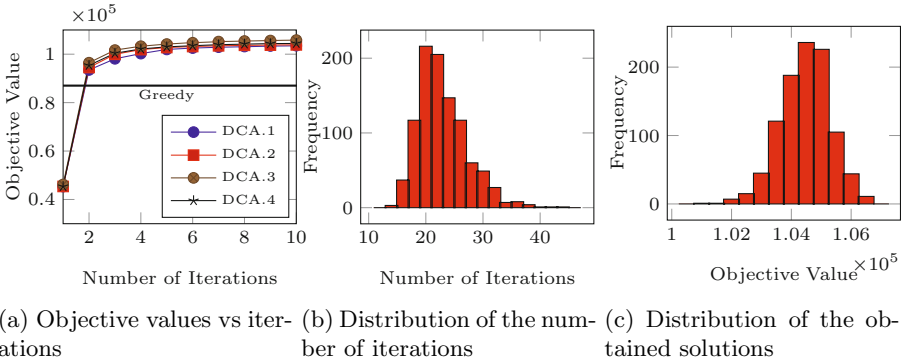 ×10^5
Objective Value
1
0.8
0.6
0.4
Greedy
DCA.1
DCA.2
DCA.3
DCA.4
2 4 6 8 10
Number of Iterations
Frequency
200
100
0
10 20 30 40
Number of Iterations
Frequency
200
100
0
1 1.02 1.04 1.06
×10^5
Objective Value
(a) Objective values vs iter-
ations
(b) Distribution of the num-
ber of iterations
(c) Distribution of the ob-
tained solutions